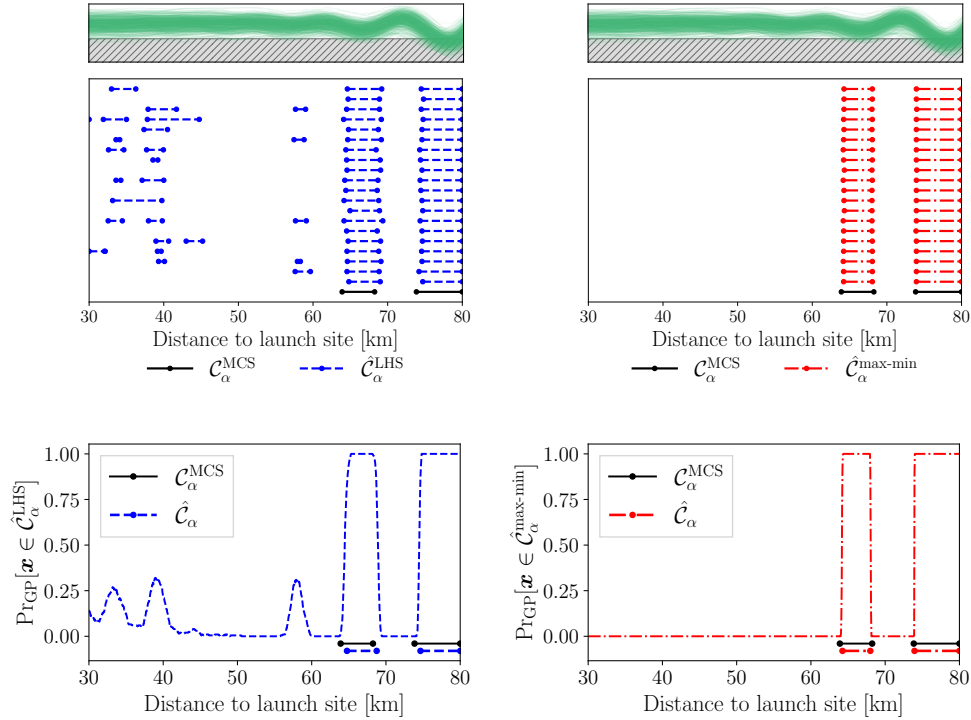 30 40 50 60 70 80
Distance to launch site [km]
𝒞_α^MCS 𝒞̂_α^LHS
30 40 50 60 70 80
Distance to launch site [km]
𝒞_α^MCS 𝒞̂_α^max-min
Pr_GP[𝒙 ∈ 𝒞̂_α^LHS]
1.00
0.75
0.50
0.25
0.00
𝒞_α^MCS
𝒞̂_α
30 40 50 60 70 80
Distance to launch site [km]
Pr_GP[𝒙 ∈ 𝒞̂_α^max-min]
1.00
0.75
0.50
0.25
0.00
𝒞_α^MCS
𝒞̂_α
30 40 50 60 70 80
Distance to launch site [km]